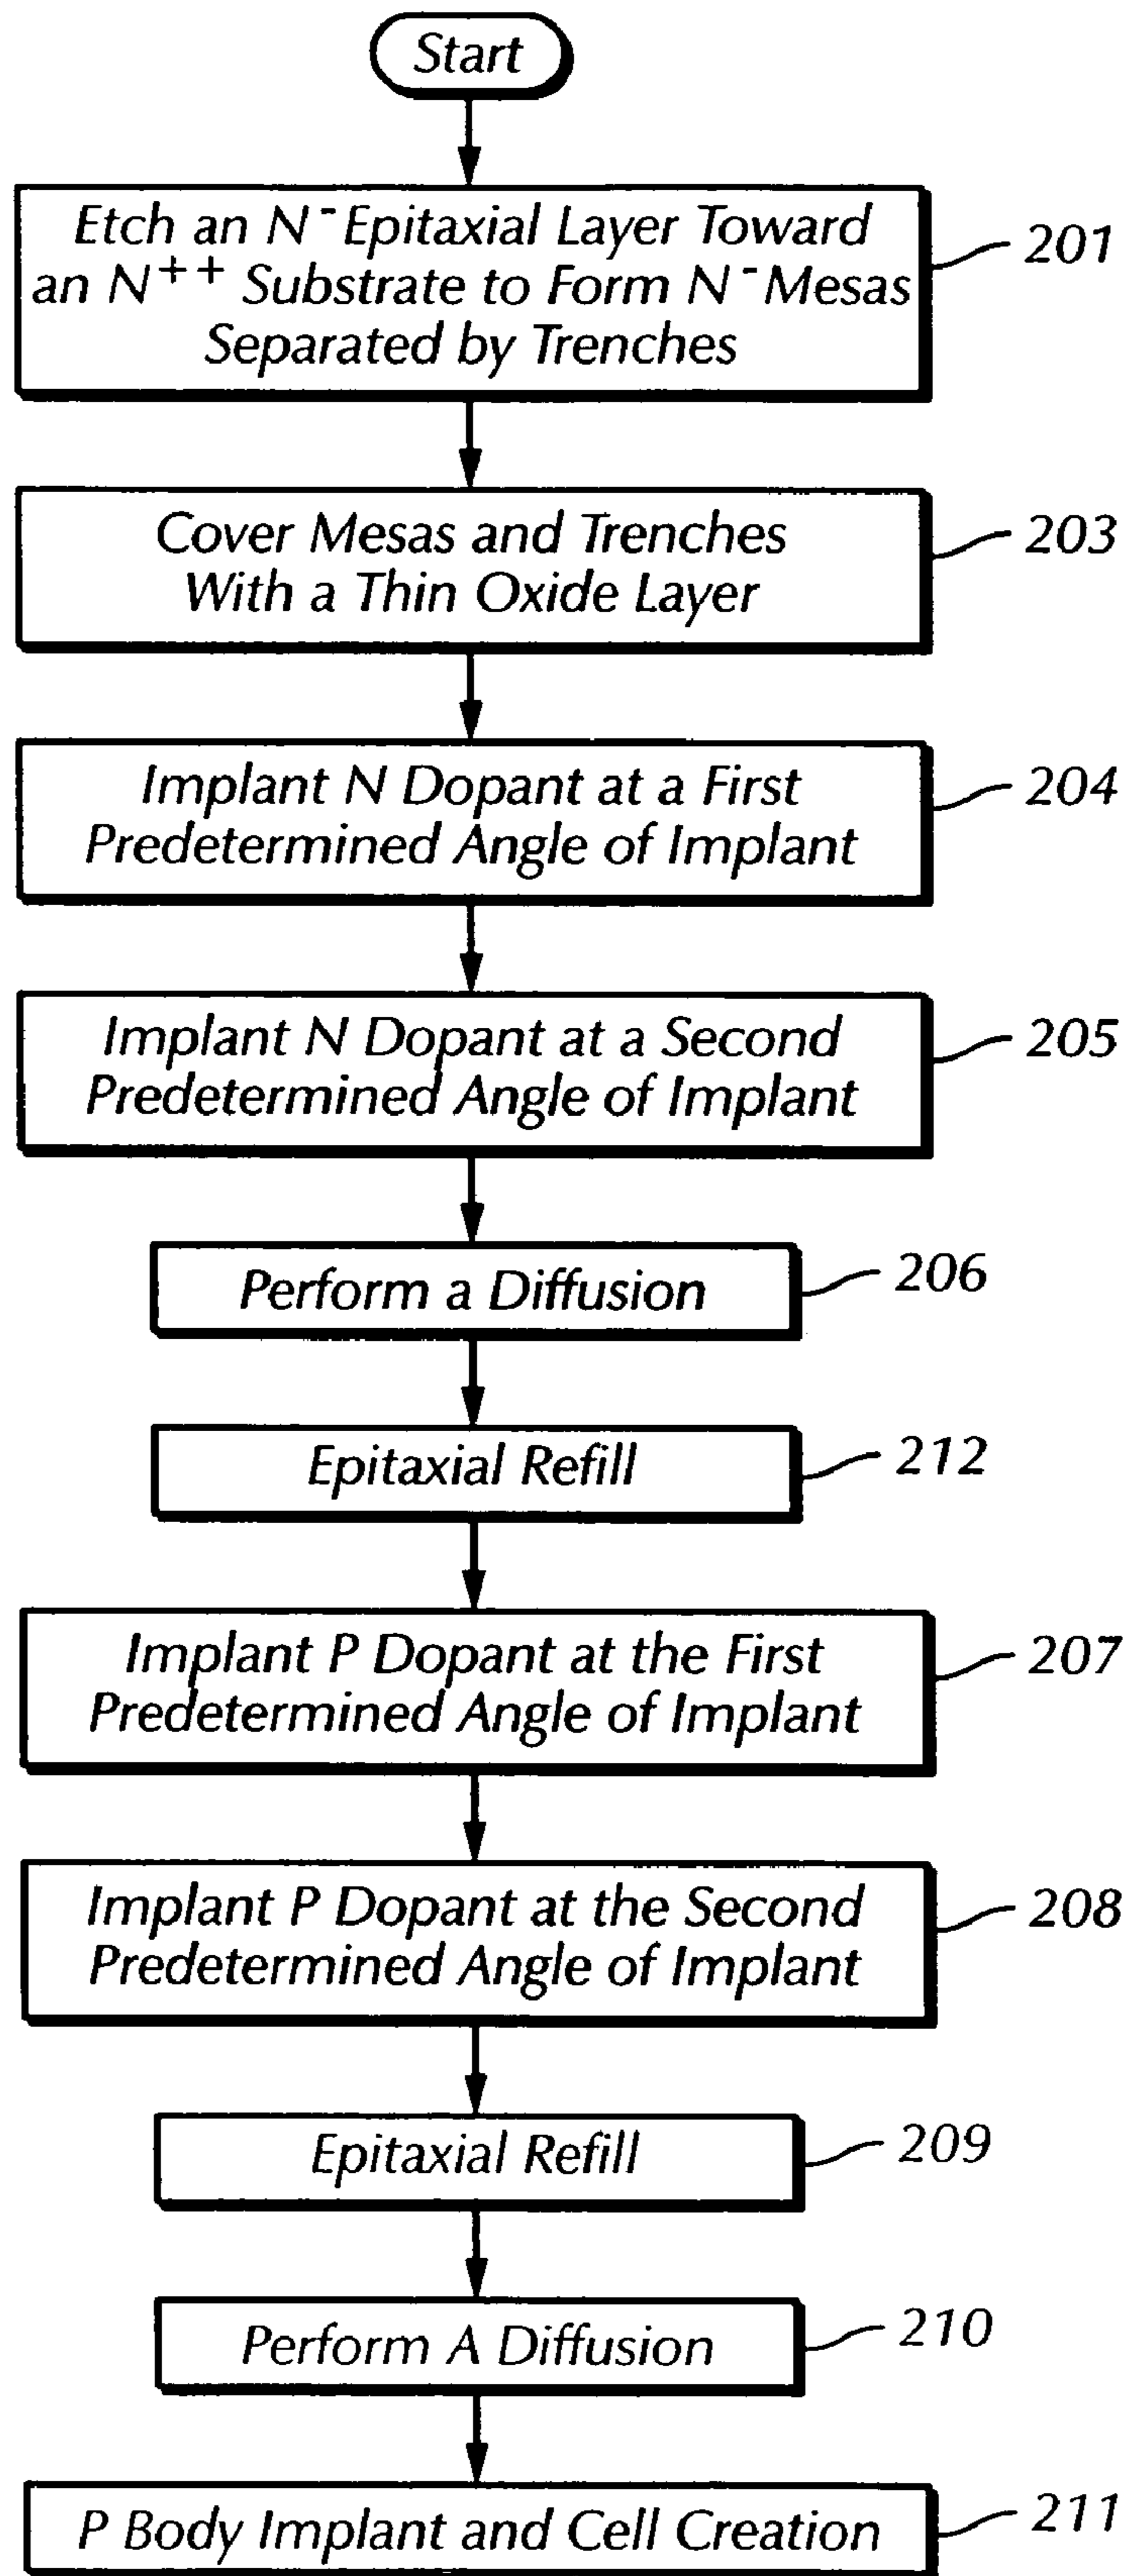 Start
Etch an N⁻ Epitaxial Layer Toward
an N⁺⁺ Substrate to Form N⁻ Mesas
Separated by Trenches
201
Cover Mesas and Trenches
With a Thin Oxide Layer
203
Implant N Dopant at a First
Predetermined Angle of Implant
204
Implant N Dopant at a Second
Predetermined Angle of Implant
205
Perform a Diffusion
206
Epitaxial Refill
212
Implant P Dopant at the First
Predetermined Angle of Implant
207
Implant P Dopant at the Second
Predetermined Angle of Implant
208
Epitaxial Refill
209
Perform A Diffusion
210
P Body Implant and Cell Creation
211